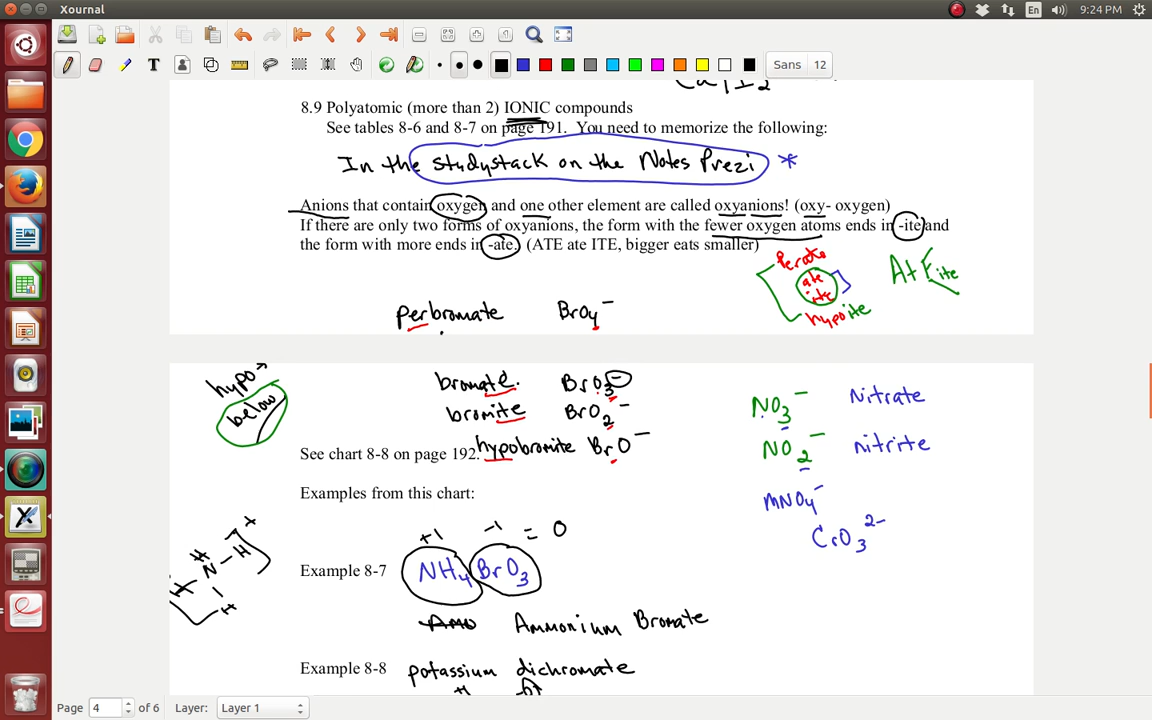 Xournal
En
9:24 PM
Sans 12
8.9 Polyatomic (more than 2) IONIC compounds
See tables 8-6 and 8-7 on page 191. You need to memorize the following:
In the studystack on the Notes Prezi *
Anions that contain oxygen and one other element are called oxyanions! (oxy- oxygen)
If there are only two forms of oxyanions, the form with the fewer oxygen atoms ends in -ite and
the form with more ends in -ate. (ATE ate ITE, bigger eats smaller)
perate
ate
ite
hypoite
perbromate BrO4−
hypo→
below
bromate. BrO3−
bromite BrO2−
See chart 8-8 on page 192. hypobromite BrO−
NO3− Nitrate
NO2− nitrite
mNO4−
CrO3 2−
Examples from this chart:
+1 −1 = 0
Example 8-7 NH4 BrO3
Ammonium Bromate
H
N − H
H
H
+
Example 8-8 potassium dichromate
Page 4 of 6 Layer: Layer 1